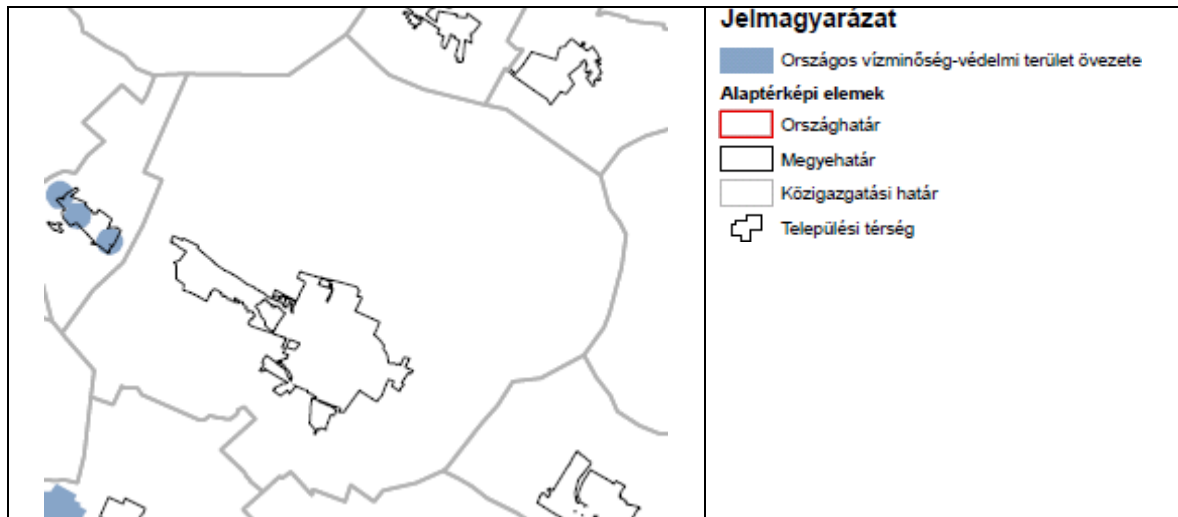 Jelmagyarázat
Országos vízminőség-védelmi terület övezete
Alaptérképi elemek
Országhatár
Megyehatár
Közigazgatási határ
Települési térség